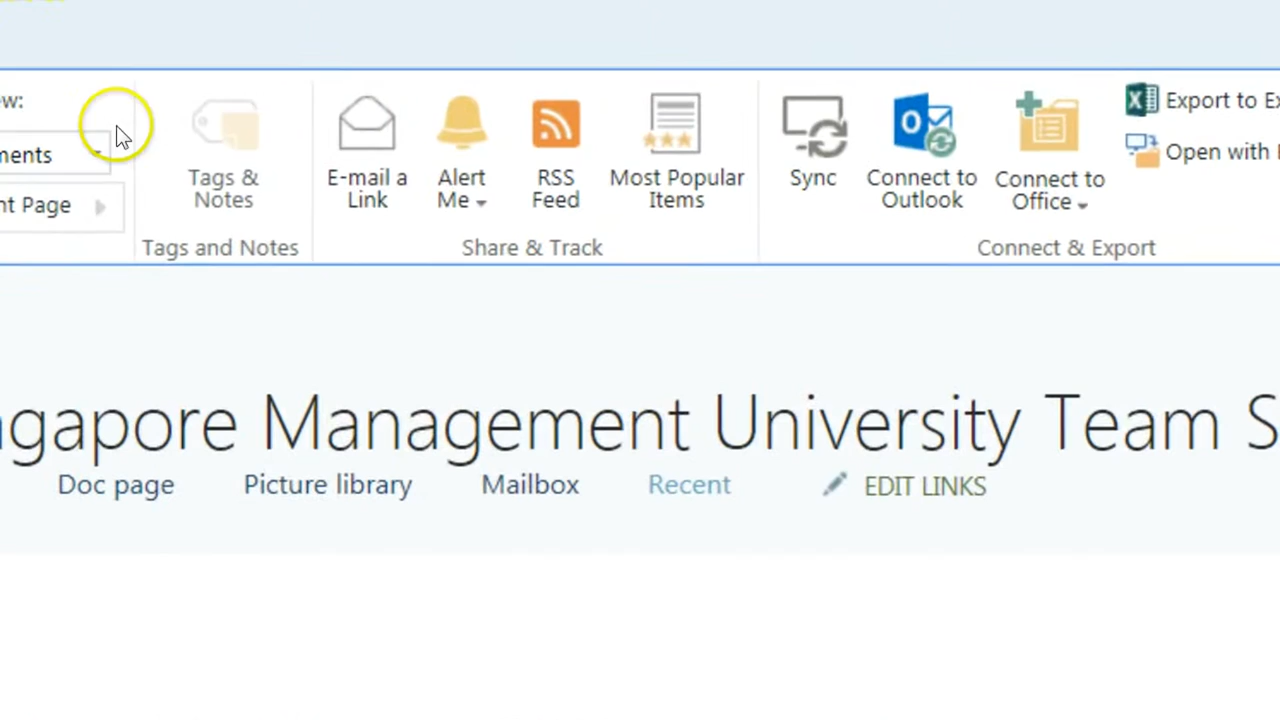 w:
ments
nt Page
Tags &
Notes
Tags and Notes
E-mail a
Link
Alert
Me
RSS
Feed
Most Popular
Items
Share & Track
Sync
Connect to
Outlook
Connect to
Office
Export to Ex
Open with E
Connect & Export
ngapore Management University Team S
Doc page
Picture library
Mailbox
Recent
EDIT LINKS